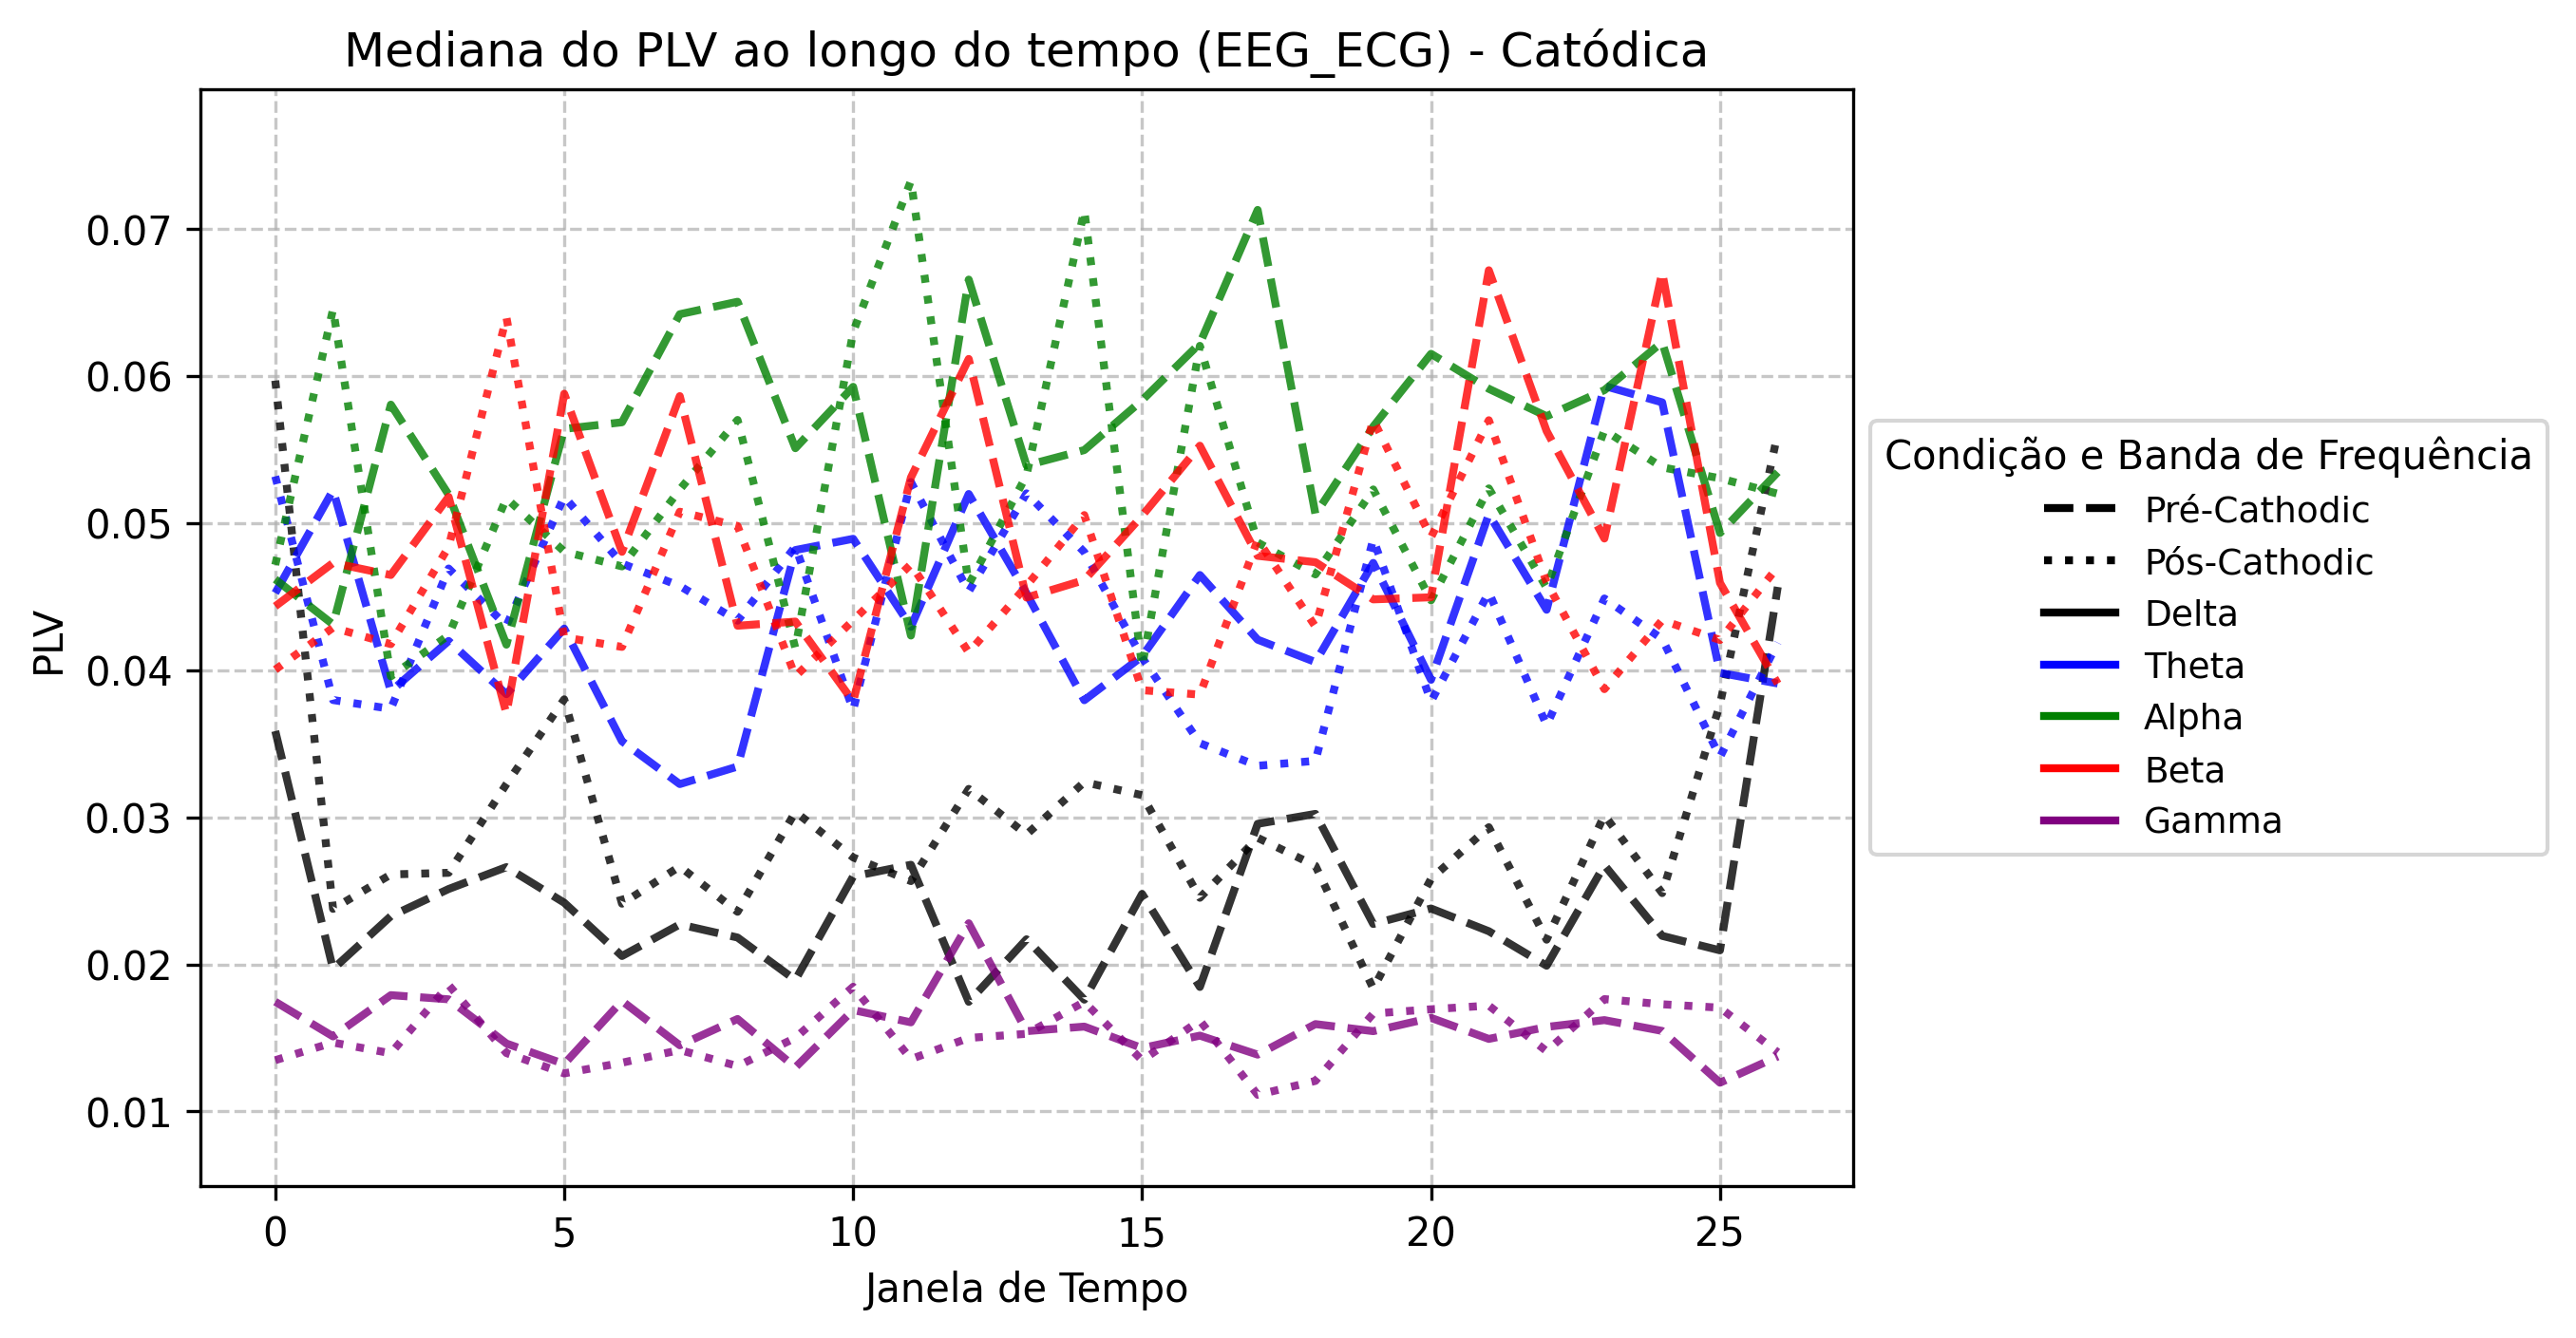 Mediana do PLV ao longo do tempo (EEG_ECG) - Catódica
PLV
0.07
0.06
0.05
0.04
0.03
0.02
0.01
0 5 10 15 20 25
Janela de Tempo
Condição e Banda de Frequência
Pré-Cathodic
Pós-Cathodic
Delta
Theta
Alpha
Beta
Gamma